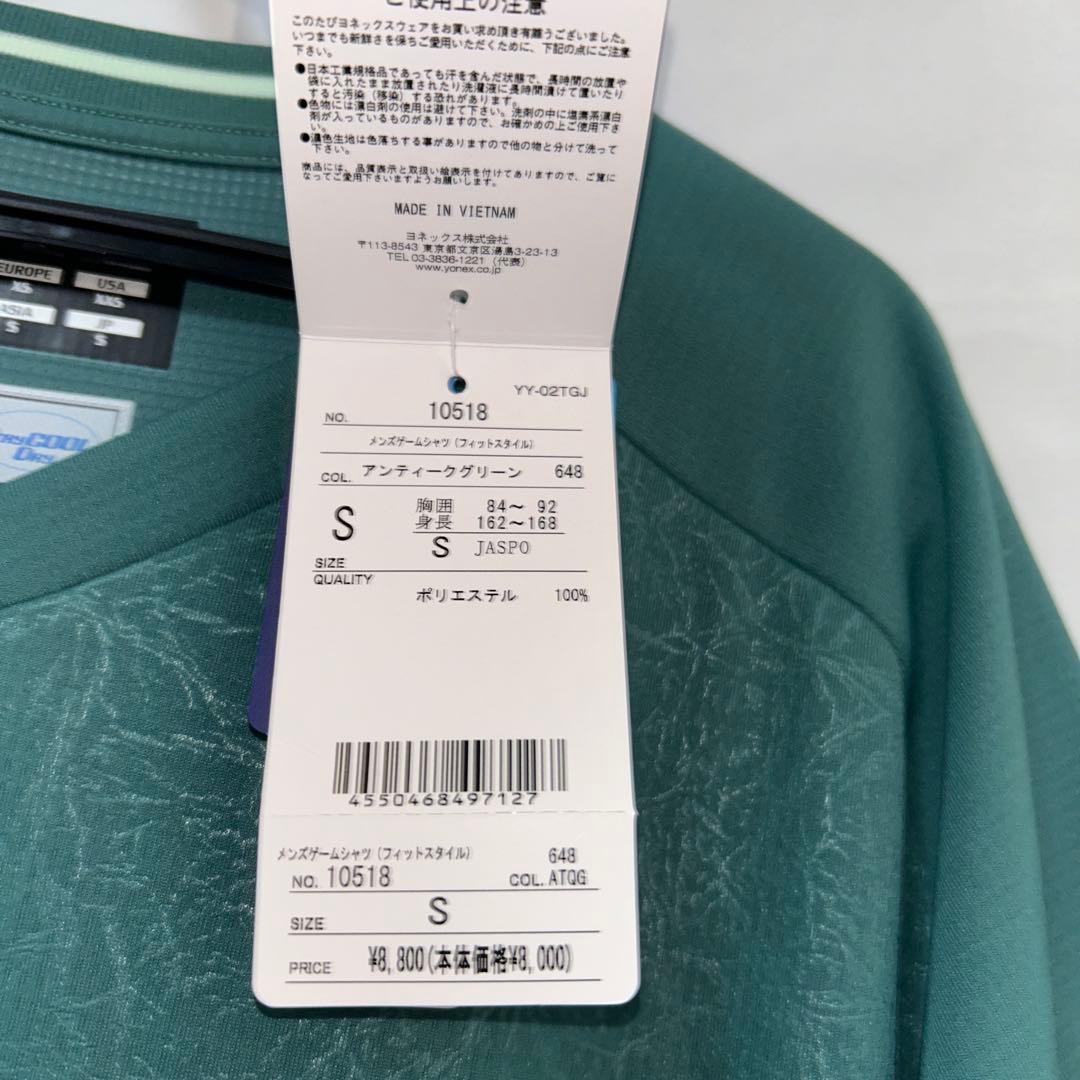 ご使用上の注意
このたびヨネックスウェアをお買い求め頂き有難うございました。
いつまでも新鮮さを保ちご愛用いただくために、下記の点にご注意
下さい。
●日本工業規格品であっても汗を含んだ状態で、長時間の放置や
袋に入れたまま放置されたり洗濯液に長時間漬けて置いたり
すると汚染（移染）する恐れがあります。
●色物には漂白剤の使用は避けて下さい。洗剤の中に塩素系漂白
剤が入っているものがありますので、お確かめの上ご使用下さ
い。
●濃色生地は色落ちする事がありますので他の物と分けて洗って
下さい。
商品には、品質表示と取扱い絵表示を付けてありますので、ご覧に
なってご愛用下さいますようお願いします。
MADE IN VIETNAM
ヨネックス株式会社
〒113-8543 東京都文京区湯島3-23-13
TEL 03-3836-1221（代表）
www.yonex.co.jp
EUROPE USA
XS XXS
ASIA JP
S S
VERYCOOL
DRY
YY-02TGJ
NO. 10518
メンズゲームシャツ（フィットスタイル）
COL. アンティークグリーン 648
S 胸囲 84〜 92
身長 162〜168
SIZE S JASPO
QUALITY
ポリエステル 100%
4550468497127
メンズゲームシャツ（フィットスタイル） 648
NO. 10518 COL. ATQG
SIZE S
PRICE ¥8,800(本体価格¥8,000)